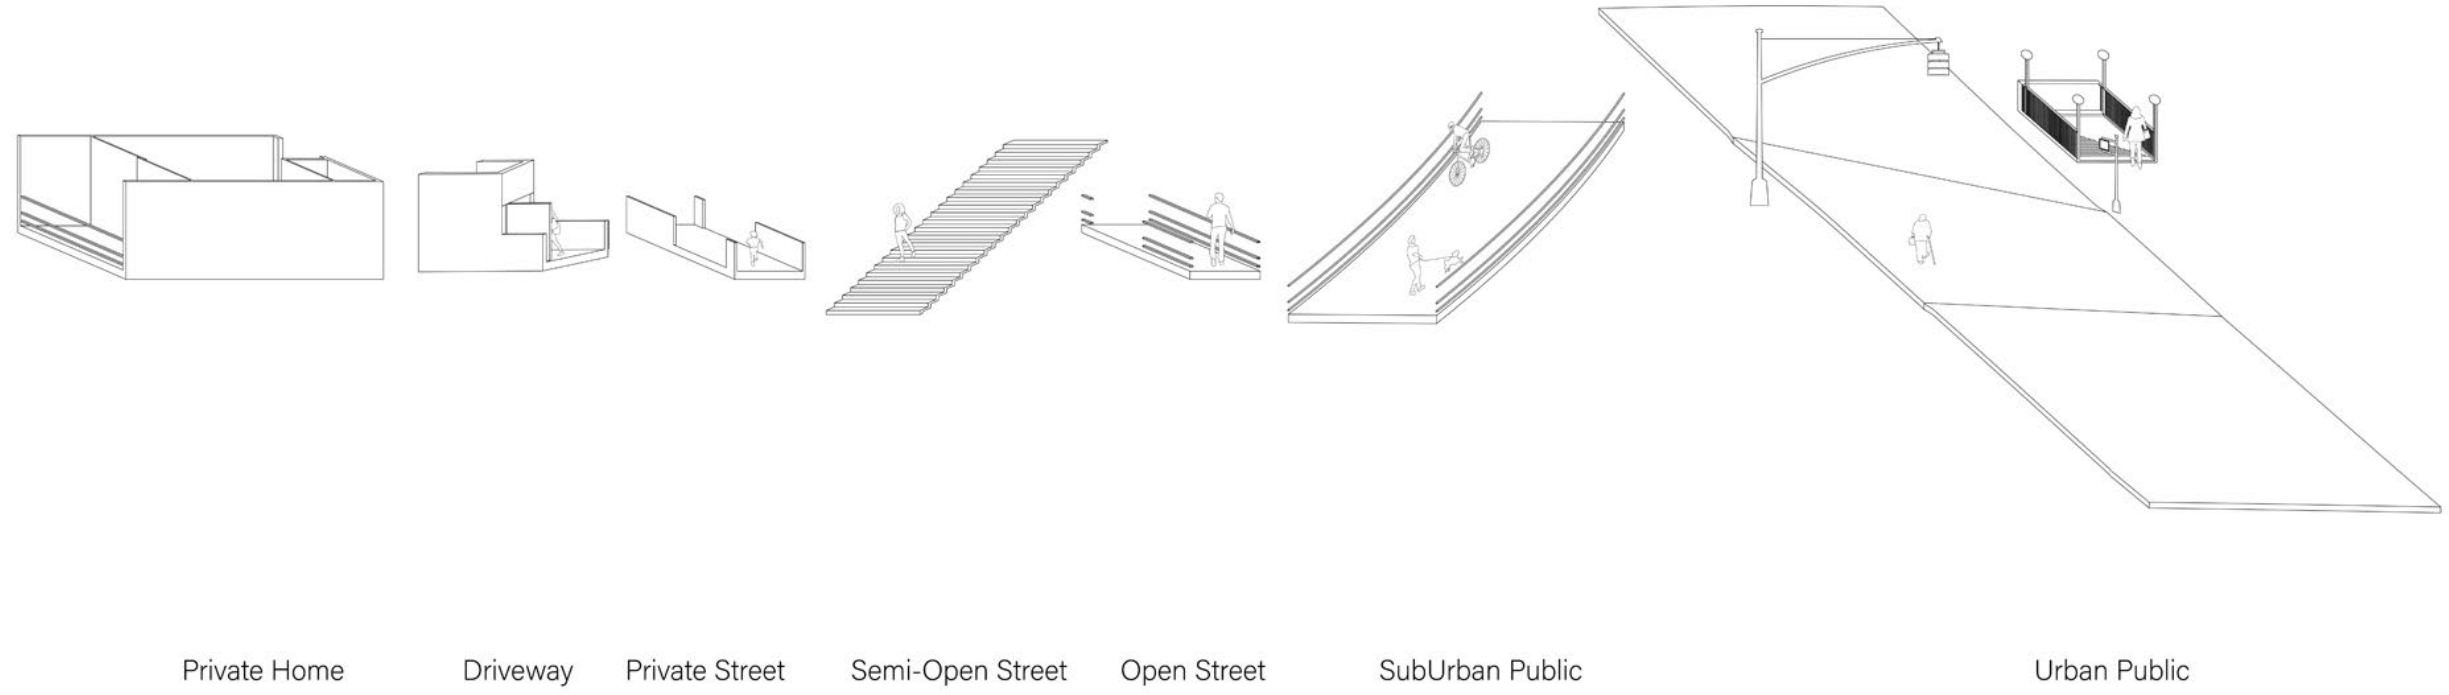 Private Home
Driveway
Private Street
Semi-Open Street
Open Street
SubUrban Public
Urban Public